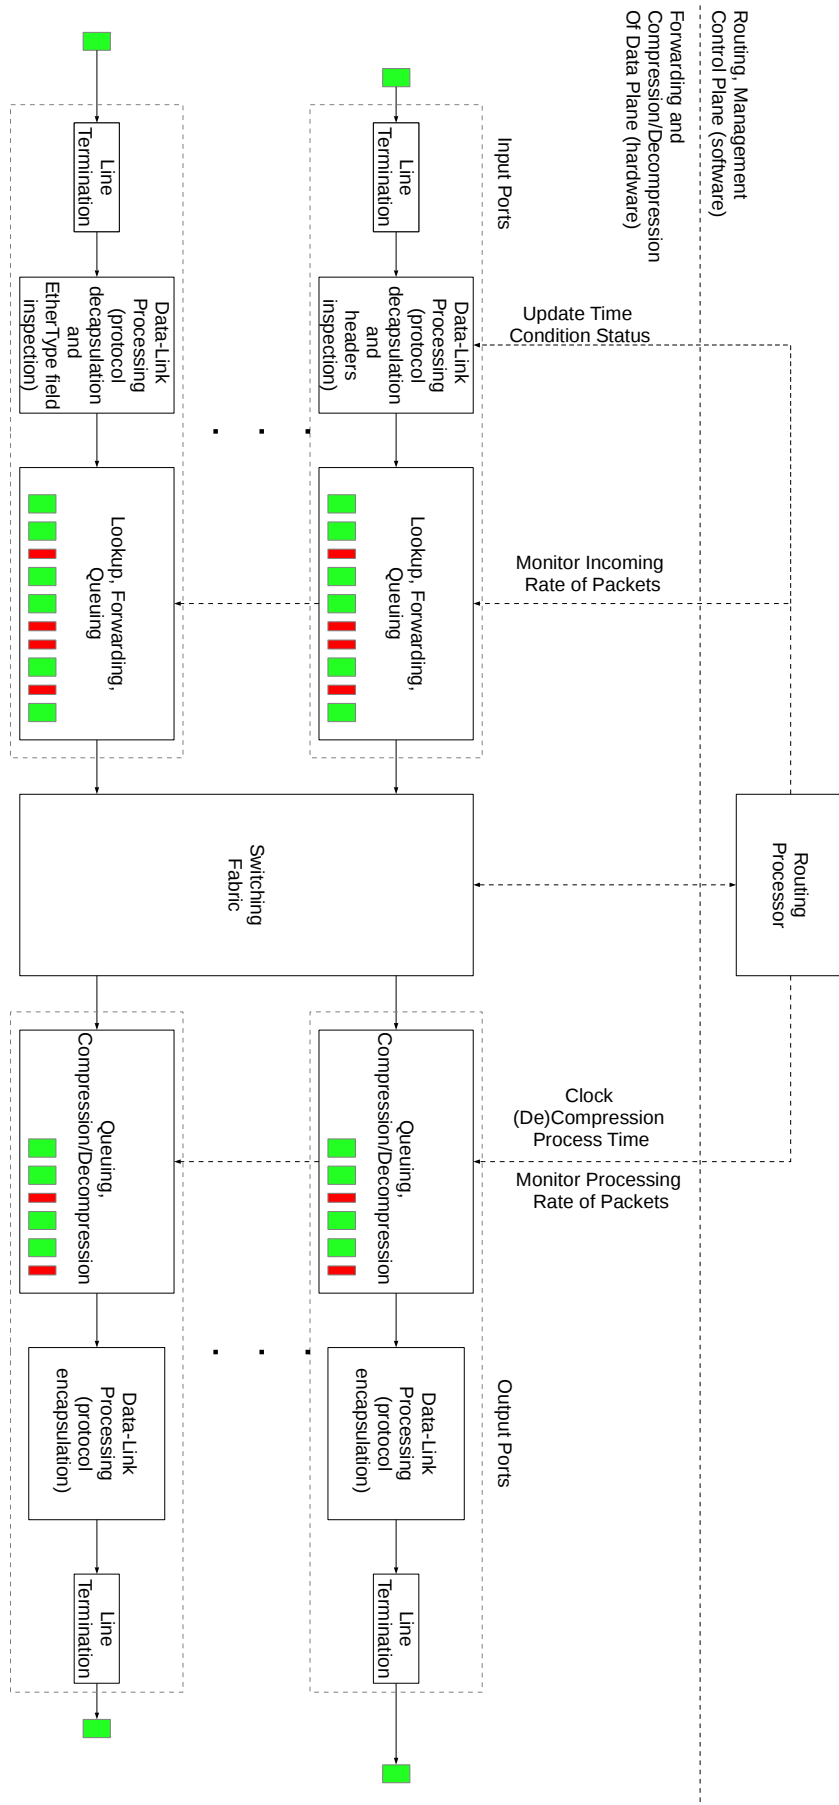 Routing, Management
Control Plane (software)
Forwarding and
Compression/Decompression
Of Data Plane (hardware)
Routing
Processor
Update Time
Condition Status
Monitor Incoming
Rate of Packets
Clock
(De)Compression
Process Time
Monitor Processing
Rate of Packets
Input Ports
Output Ports
Line
Termination
Data-Link
Processing
(protocol
decapsulation
and
headers
inspection)
Lookup, Forwarding,
Queuing
Switching
Fabric
Queuing,
Compression/Decompression
Data-Link
Processing
(protocol
encapsulation)
Line
Termination
Line
Termination
Data-Link
Processing
(protocol
decapsulation
and
EtherType field
inspection)
Lookup, Forwarding,
Queuing
Queuing,
Compression/Decompression
Data-Link
Processing
(protocol
encapsulation)
Line
Termination